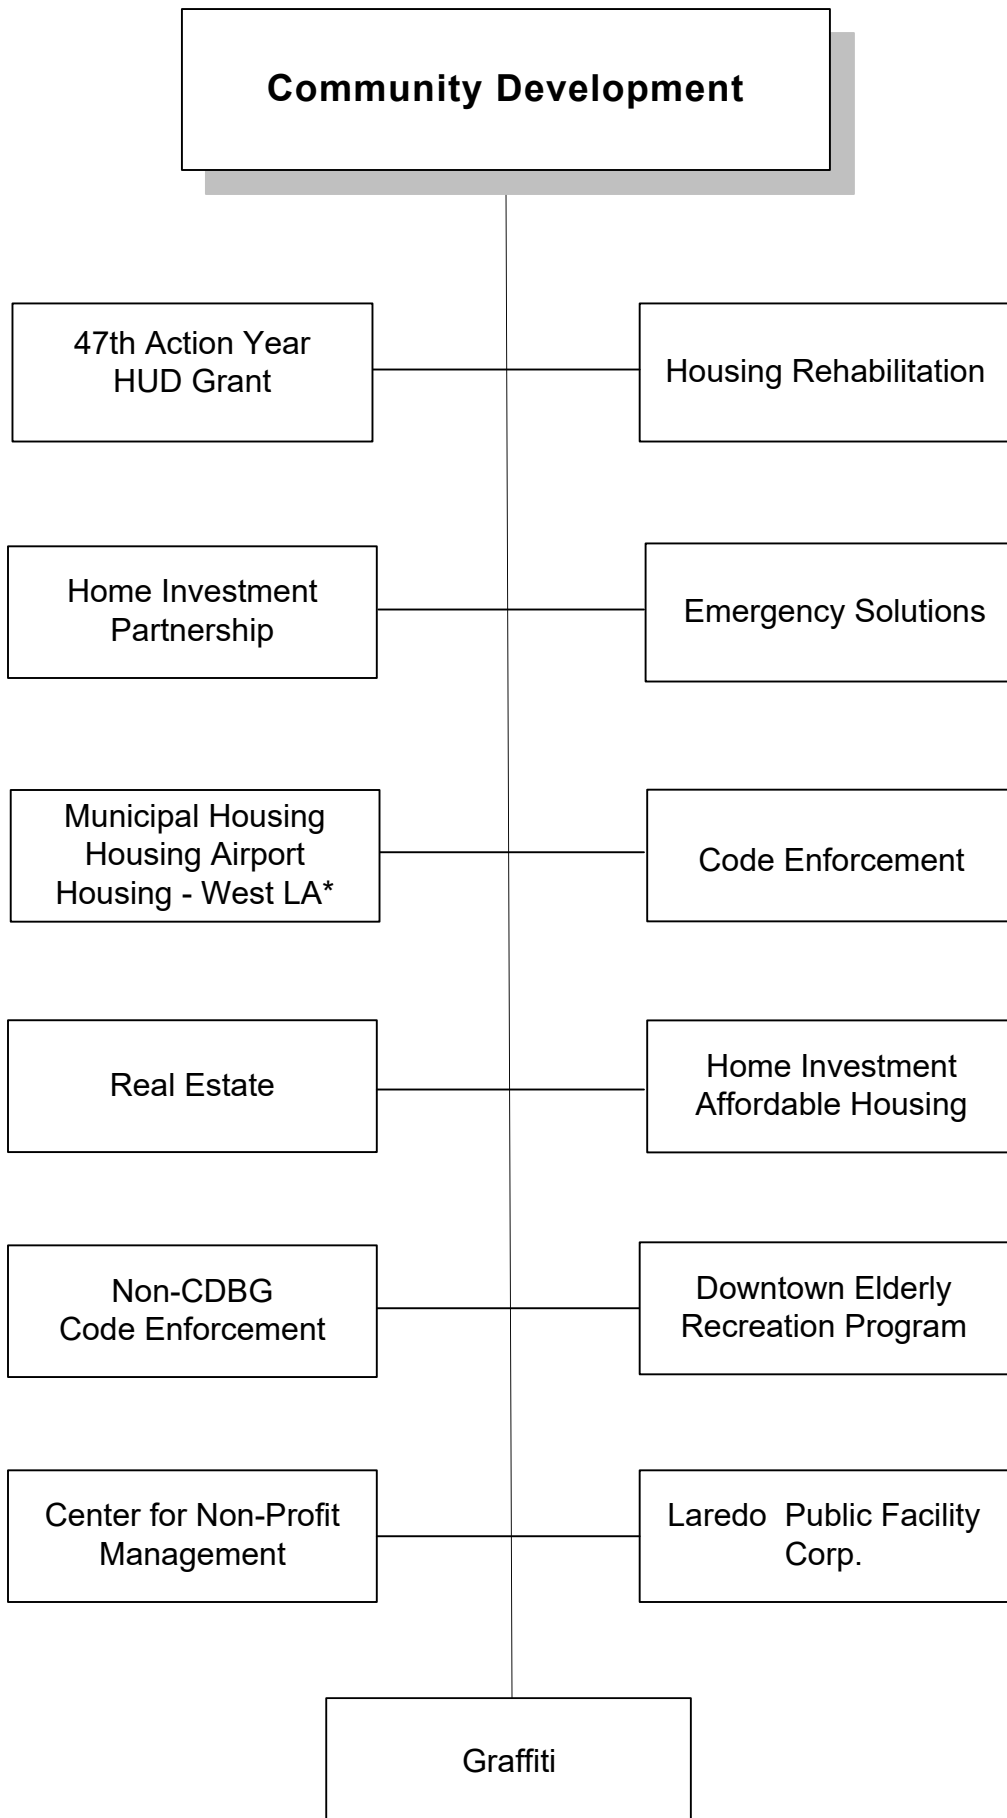 Community Development
47th Action Year
HUD Grant
Housing Rehabilitation
Home Investment
Partnership
Emergency Solutions
Municipal Housing
Housing Airport
Housing - West LA*
Code Enforcement
Real Estate
Home Investment
Affordable Housing
Non-CDBG
Code Enforcement
Downtown Elderly
Recreation Program
Center for Non-Profit
Management
Laredo  Public Facility
Corp.
Graffiti